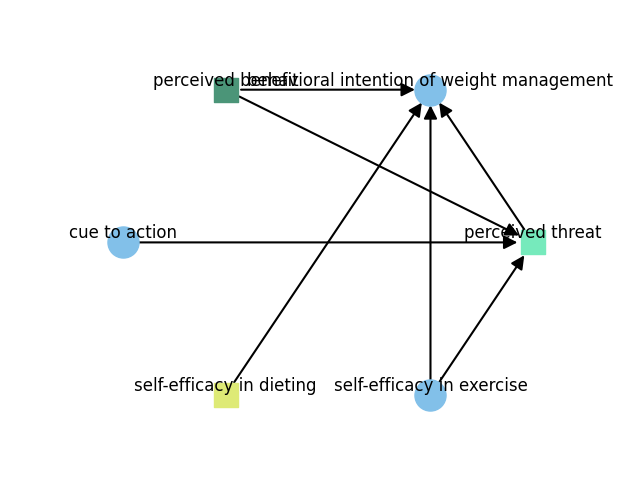 perceived benefit
behavioral intention of weight management
cue to action
perceived threat
self-efficacy in dieting
self-efficacy in exercise